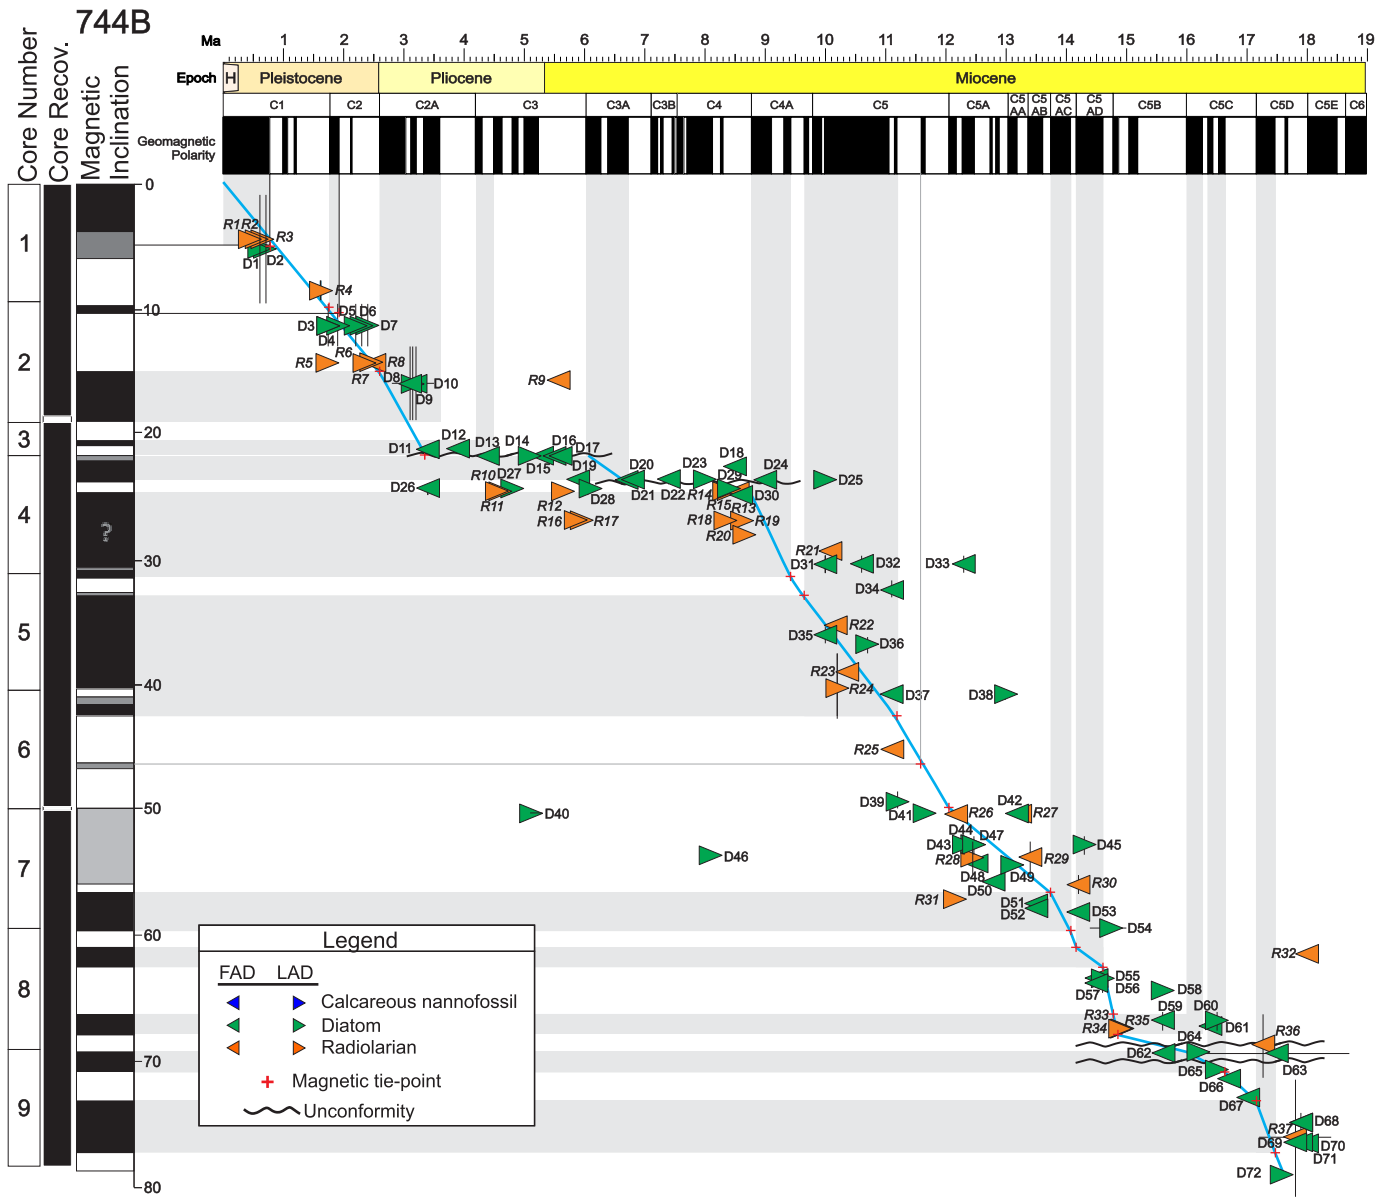 744B
Core Number
Core Recov.
Magnetic
Inclination
Ma
1 2 3 4 5 6 7 8 9 10 11 12 13 14 15 16 17 18 19
Epoch
H Pleistocene Pliocene Miocene
C1 C2 C2A C3 C3A C3B C4 C4A C5 C5A C5 AA C5 AB C5 AC C5 AD C5B C5C C5D C5E C6
Geomagnetic
Polarity
0
R1 R2
R3
1
D1 D2
R4
10
D5 D6
D3 D7
D4
R6
R5 R8
2
R7 D8
D10
R9
D9
20
3
D12
D11 D13 D14 D16 D17
D15
D18
D19 D20 D23 D24
R10 D27 D29 D25
D26 D21 D22 R14 D30
R11 R12 D28 R15 R13
4
R16 R17 R18 R19
?
R20
R21
30
D31 D32 D33
D34
5
R22
D35 D36
R23
R24
40
D37 D38
6
R25
50
D39 D42
D40 D41 R26 R27
D44 D47
D43 D45
D46 R28 R29
7
D48 D49
D50 R30
R31 D51
D52 D53
60
D54
R32
8
D55
D57 D56 D58
D59 D60
R33 R35
R34 D61
D64 R36
D62 D63
70
D65
D66
9
D67
D68
R37
D69 D70
D71
D72
80
Legend
FAD LAD
Calcareous nannofossil
Diatom
Radiolarian
Magnetic tie-point
Unconformity